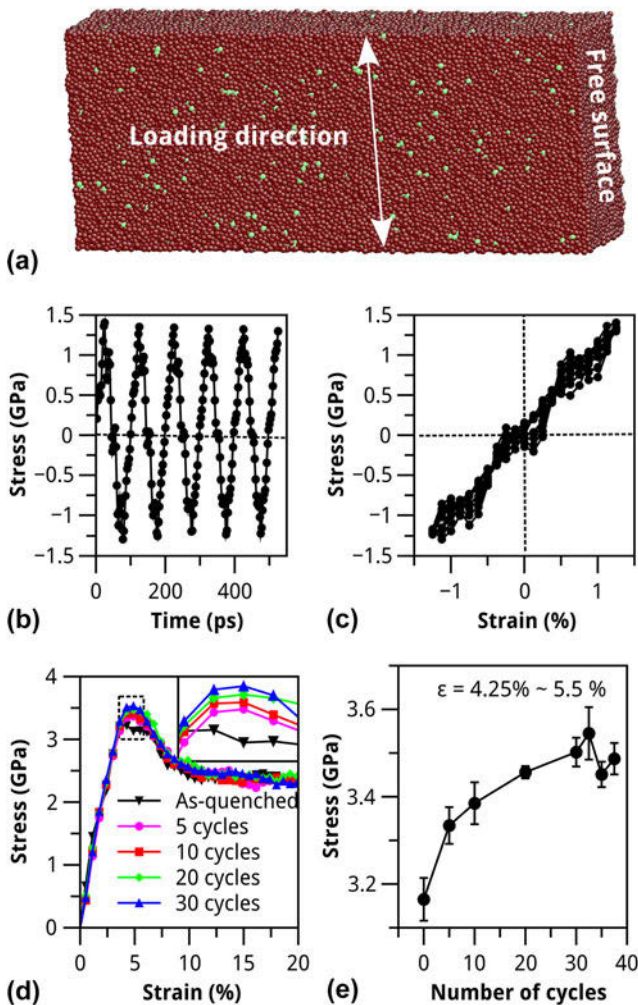 Loading direction
Free surface
(a)
1.5
1
0.5
0
−0.5
−1
−1.5
Stress (GPa)
0 200 400
Time (ps)
(b)
1.5
1
0.5
0
−0.5
−1
−1.5
Stress (GPa)
−1 0 1
Strain (%)
(c)
4
3
2
1
0
Stress (GPa)
As-quenched
5 cycles
10 cycles
20 cycles
30 cycles
0 5 10 15 20
Strain (%)
(d)
ε = 4.25% ~ 5.5 %
3.6
3.4
3.2
Stress (GPa)
0 10 20 30 40
Number of cycles
(e)